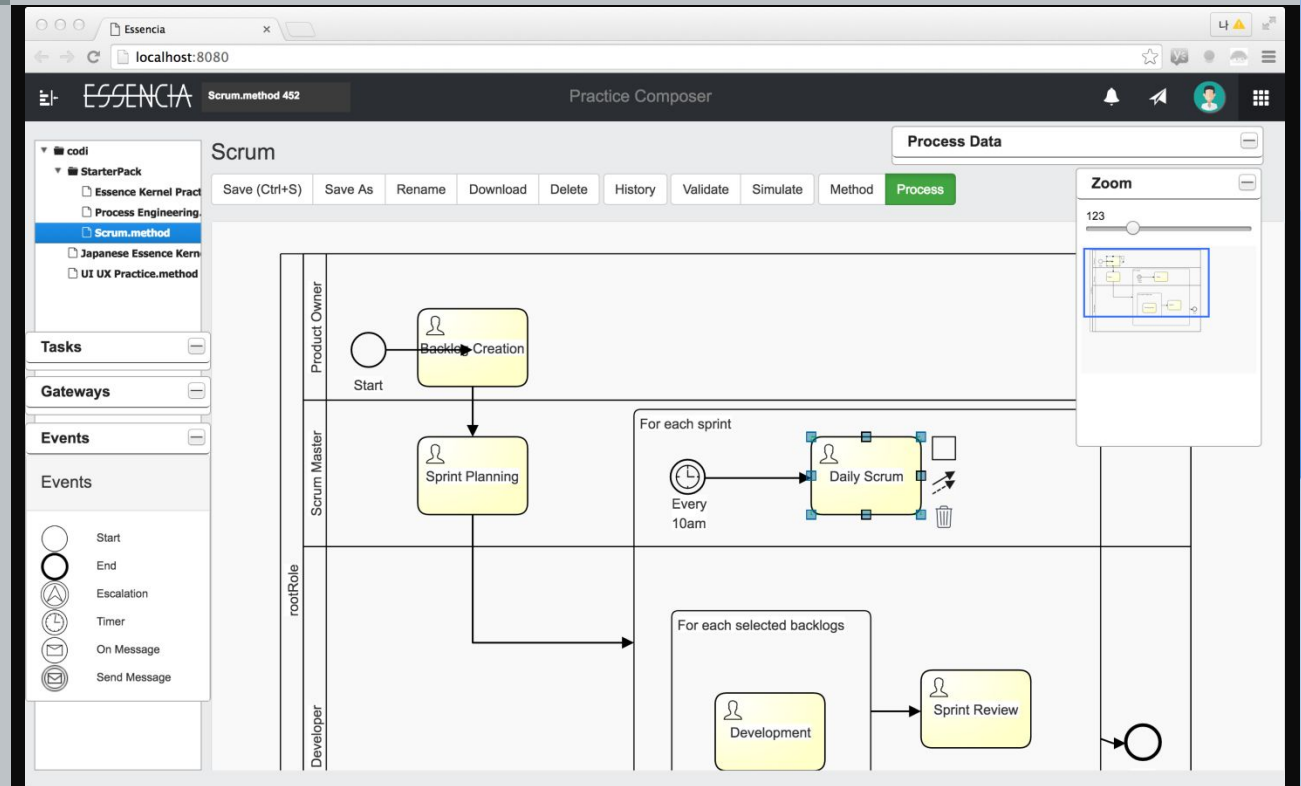 Essencia
나
localhost:8080
ESSENCIA
Scrum.method 452
Practice Composer
codi
StarterPack
Essence Kernel Pract
Process Engineering.
Scrum.method
Japanese Essence Kern
UI UX Practice.method
Scrum
Save (Ctrl+S)
Save As
Rename
Download
Delete
History
Validate
Simulate
Method
Process
Process Data
Zoom
123
Tasks
Gateways
Events
Events
Start
End
Escalation
Timer
On Message
Send Message
rootRole
Product Owner
Start
Backlog Creation
Scrum Master
Sprint Planning
For each sprint
Every
10am
Daily Scrum
Developer
For each selected backlogs
Development
Sprint Review